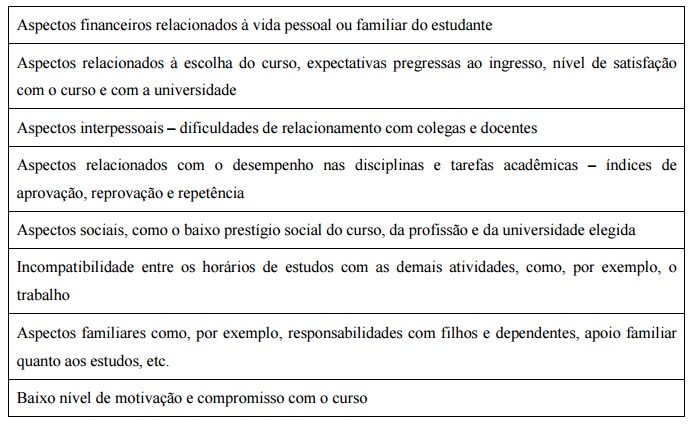 Aspectos financeiros relacionados à vida pessoal ou familiar do estudante
Aspectos relacionados à escolha do curso, expectativas pregressas ao ingresso, nível de satisfação
com o curso e com a universidade
Aspectos interpessoais – dificuldades de relacionamento com colegas e docentes
Aspectos relacionados com o desempenho nas disciplinas e tarefas acadêmicas – índices de
aprovação, reprovação e repetência
Aspectos sociais, como o baixo prestígio social do curso, da profissão e da universidade elegida
Incompatibilidade entre os horários de estudos com as demais atividades, como, por exemplo, o
trabalho
Aspectos familiares como, por exemplo, responsabilidades com filhos e dependentes, apoio familiar
quanto aos estudos, etc.
Baixo nível de motivação e compromisso com o curso